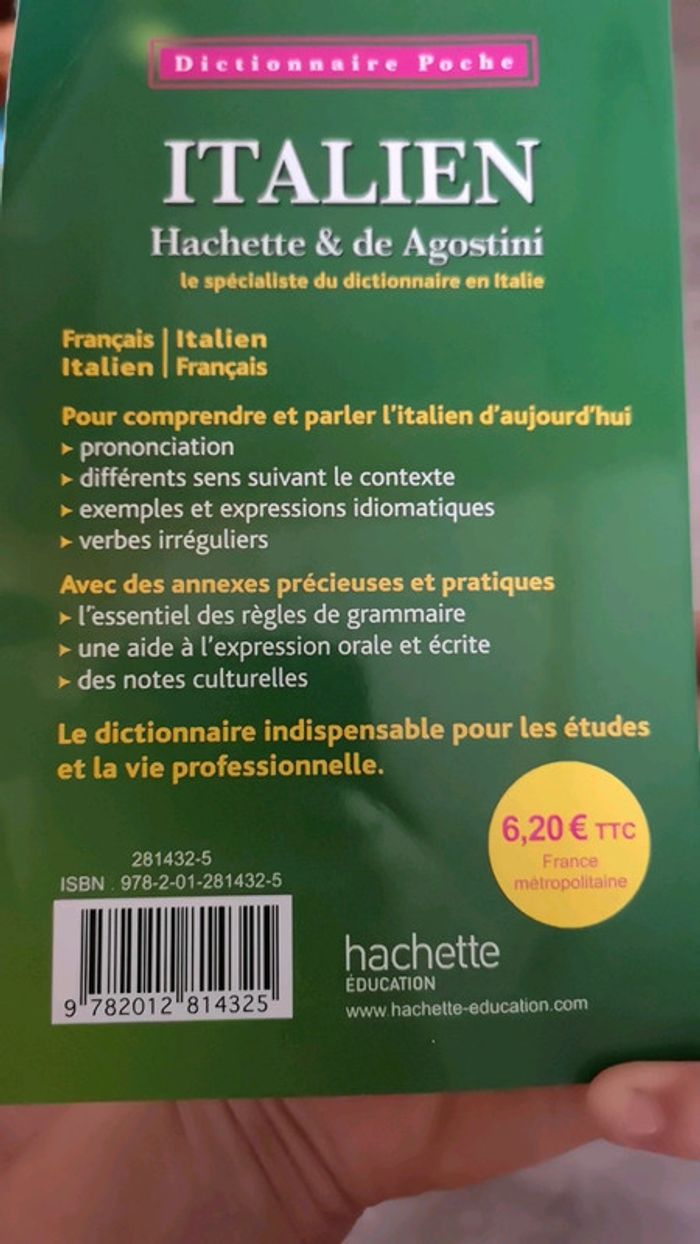 Dictionnaire Poche
ITALIEN
Hachette & de Agostini
le spécialiste du dictionnaire en Italie
Français | Italien
Italien | Français
Pour comprendre et parler l'italien d'aujourd'hui
➤ prononciation
➤ différents sens suivant le contexte
➤ exemples et expressions idiomatiques
➤ verbes irréguliers
Avec des annexes précieuses et pratiques
➤ l'essentiel des règles de grammaire
➤ une aide à l'expression orale et écrite
➤ des notes culturelles
Le dictionnaire indispensable pour les études
et la vie professionnelle.
6,20 € TTC
France
métropolitaine
281432-5
ISBN 978-2-01-281432-5
9 782012 814325
hachette
ÉDUCATION
www.hachette-education.com